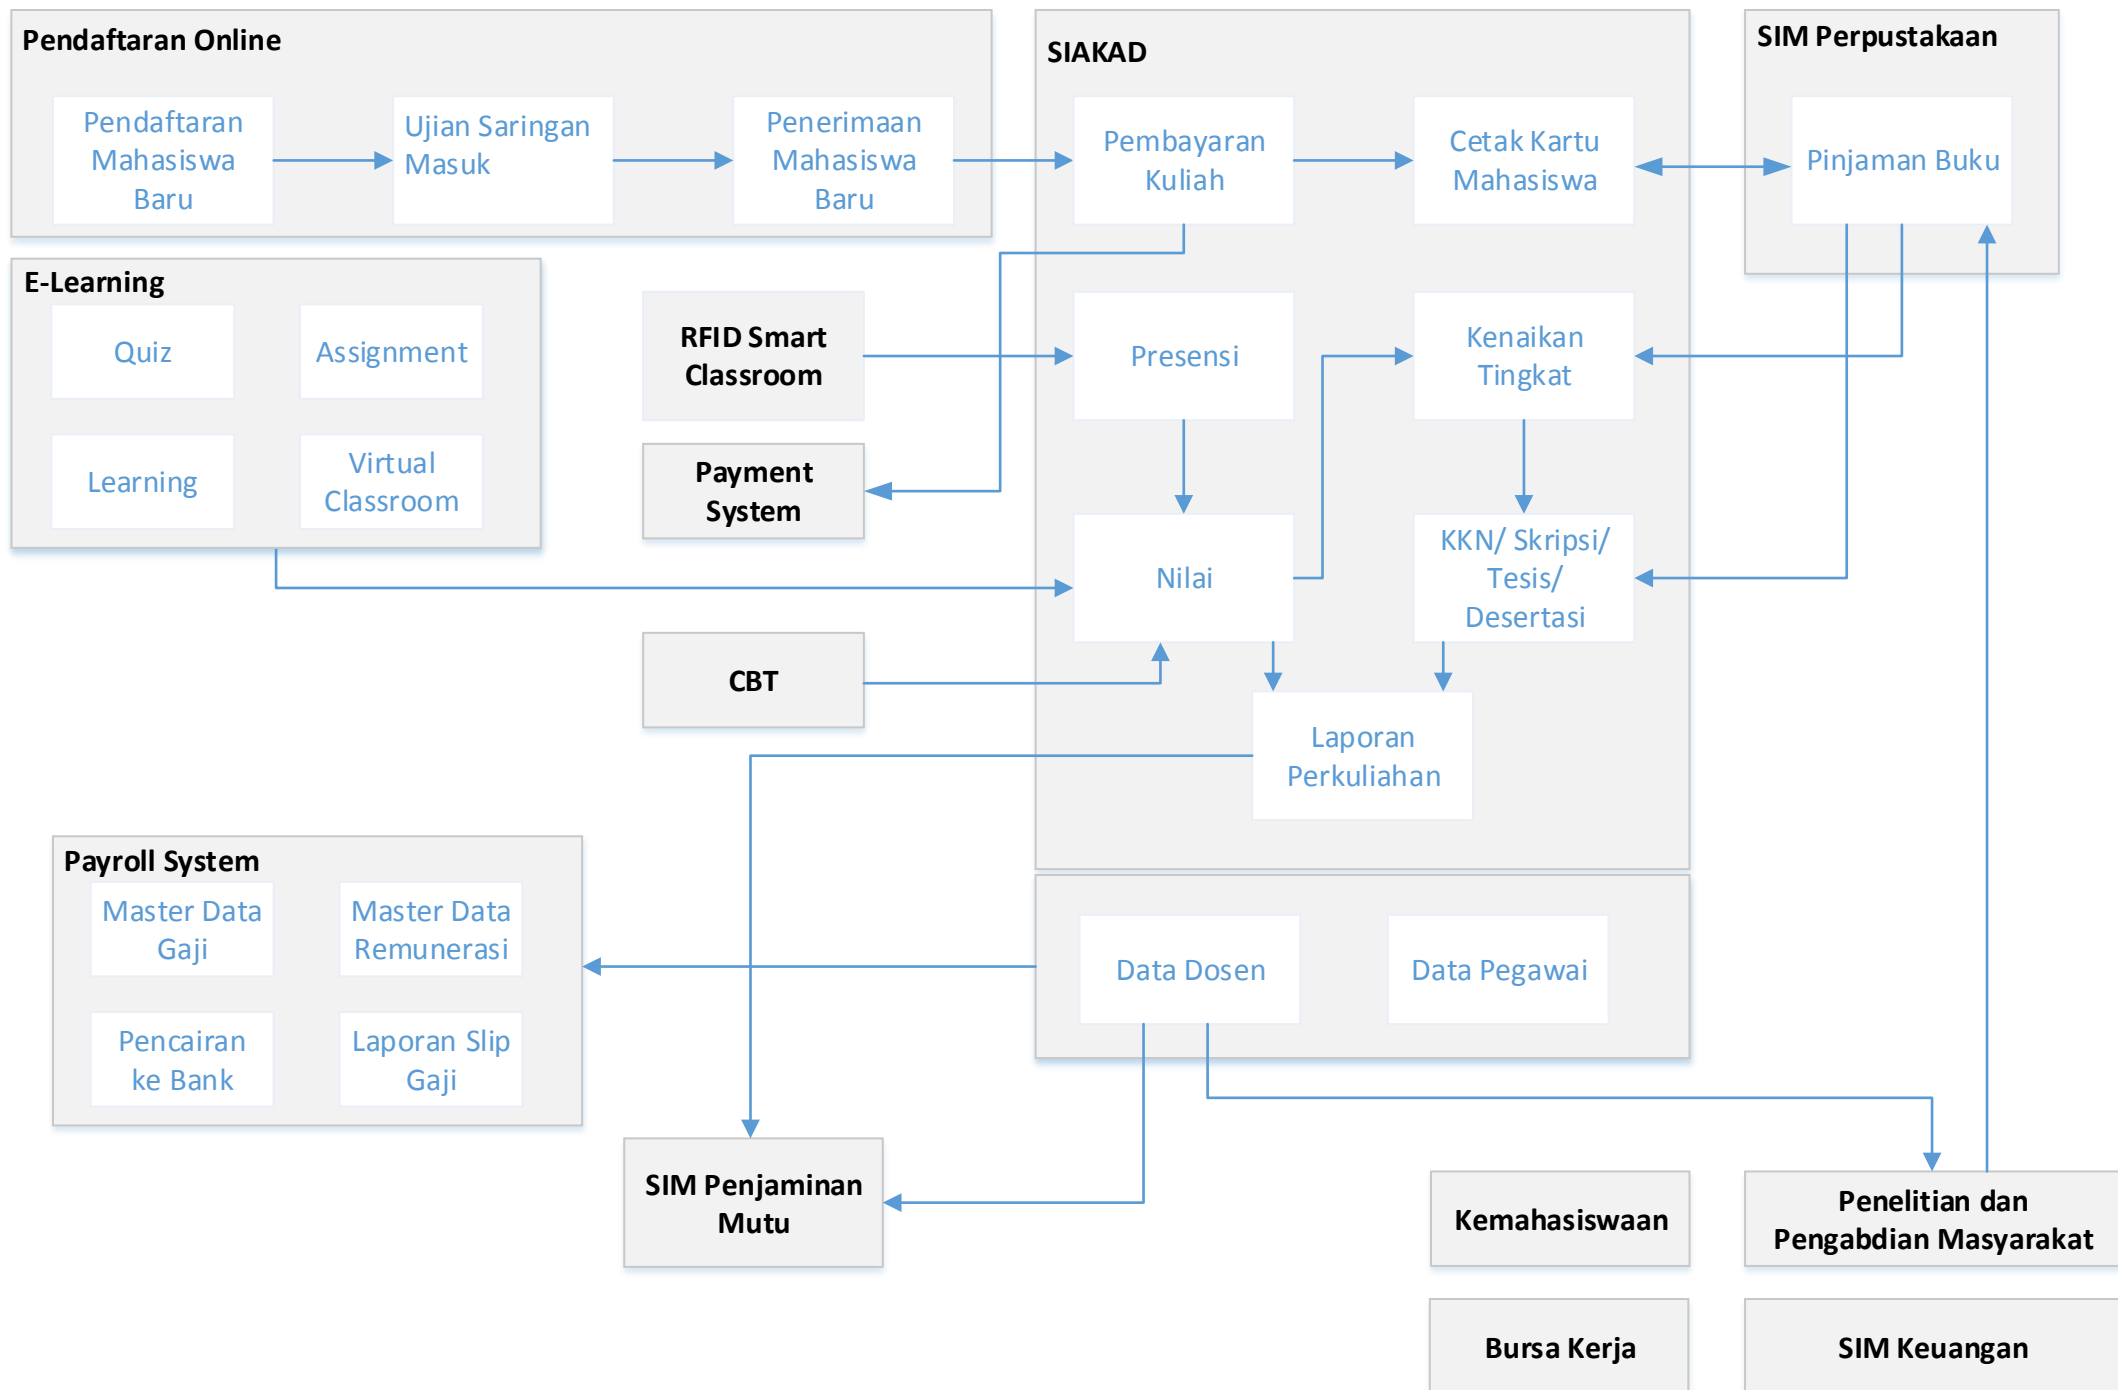 Pendaftaran Online
Pendaftaran
Mahasiswa
Baru
Ujian Saringan
Masuk
Penerimaan
Mahasiswa
Baru
SIAKAD
Pembayaran
Kuliah
Cetak Kartu
Mahasiswa
SIM Perpustakaan
Pinjaman Buku
E-Learning
Quiz
Assignment
Learning
Virtual
Classroom
RFID Smart
Classroom
Payment
System
Presensi
Kenaikan
Tingkat
Nilai
KKN/ Skripsi/
Tesis/
Desertasi
CBT
Laporan
Perkuliahan
Payroll System
Master Data
Gaji
Master Data
Remunerasi
Pencairan
ke Bank
Laporan Slip
Gaji
Data Dosen
Data Pegawai
SIM Penjaminan
Mutu
Kemahasiswaan
Penelitian dan
Pengabdian Masyarakat
Bursa Kerja
SIM Keuangan